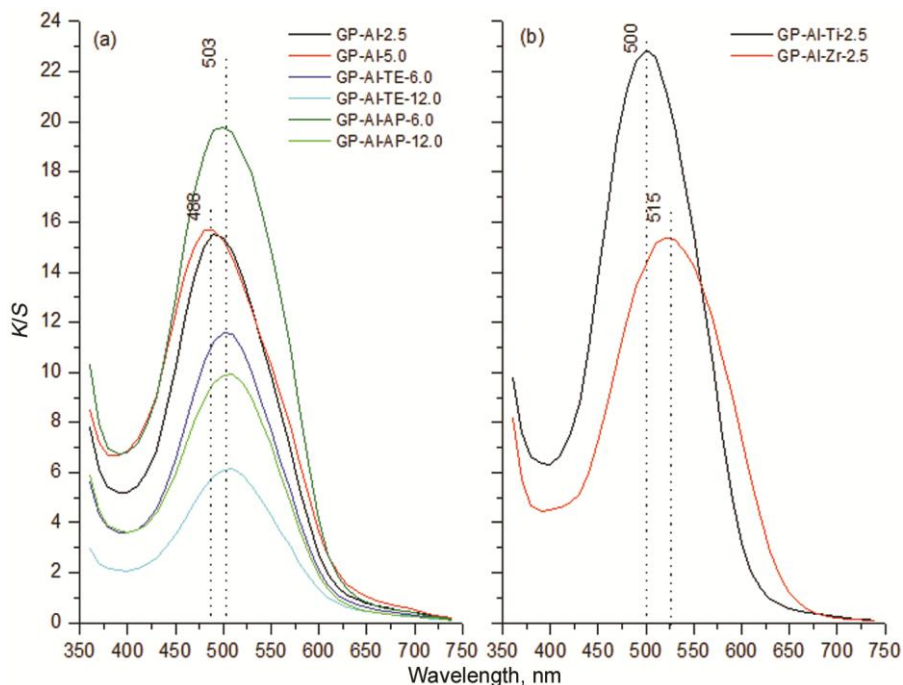 24
22
20
18
16
14
12
10
8
6
4
2
0
K/S
(a)
503
488
GP-Al-2.5
GP-Al-5.0
GP-Al-TE-6.0
GP-Al-TE-12.0
GP-Al-AP-6.0
GP-Al-AP-12.0
350 400 450 500 550 600 650 700 750
(b)
500
515
GP-Al-Ti-2.5
GP-Al-Zr-2.5
350 400 450 500 550 600 650 700 750
Wavelength, nm